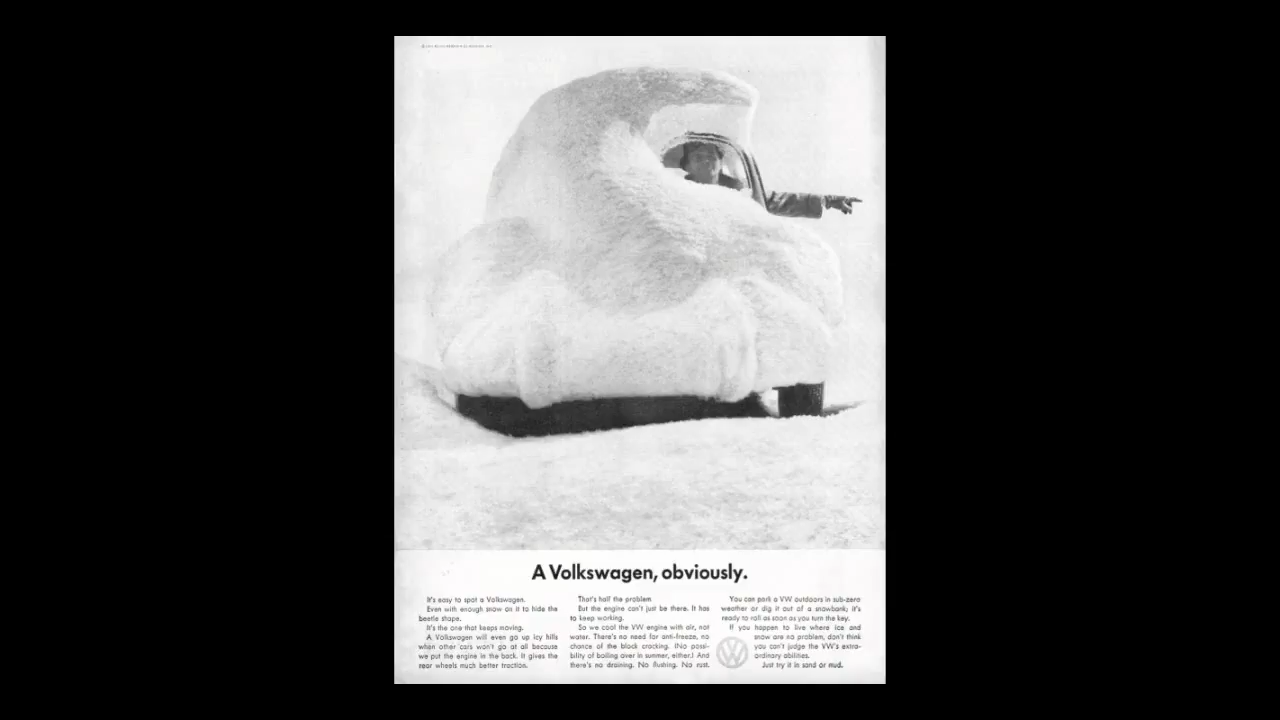 A Volkswagen, obviously.
It's easy to spot a Volkswagen.
Even with enough snow on it to hide the
beetle shape.
It's the one that keeps moving.
A Volkswagen will even go up icy hills
when other cars won't go at all because
we put the engine in the back. It gives the
rear wheels much better traction.
That's half the problem
But the engine can't just be there. It has
to keep working.
So we cool the VW engine with air, not
water. There's no need for anti-freeze, no
chance of the block cracking. (No possi-
bility of boiling over in summer, either.) And
there's no draining. No flushing. No rust.
You can park a VW outdoors in sub-zero
weather or dig it out of a snowbank; it's
ready to roll as soon as you turn the key.
If you happen to live where ice and
snow are no problem, don't think
you can't judge the VW's extra-
ordinary abilities.
Just try it in sand or mud.
VW